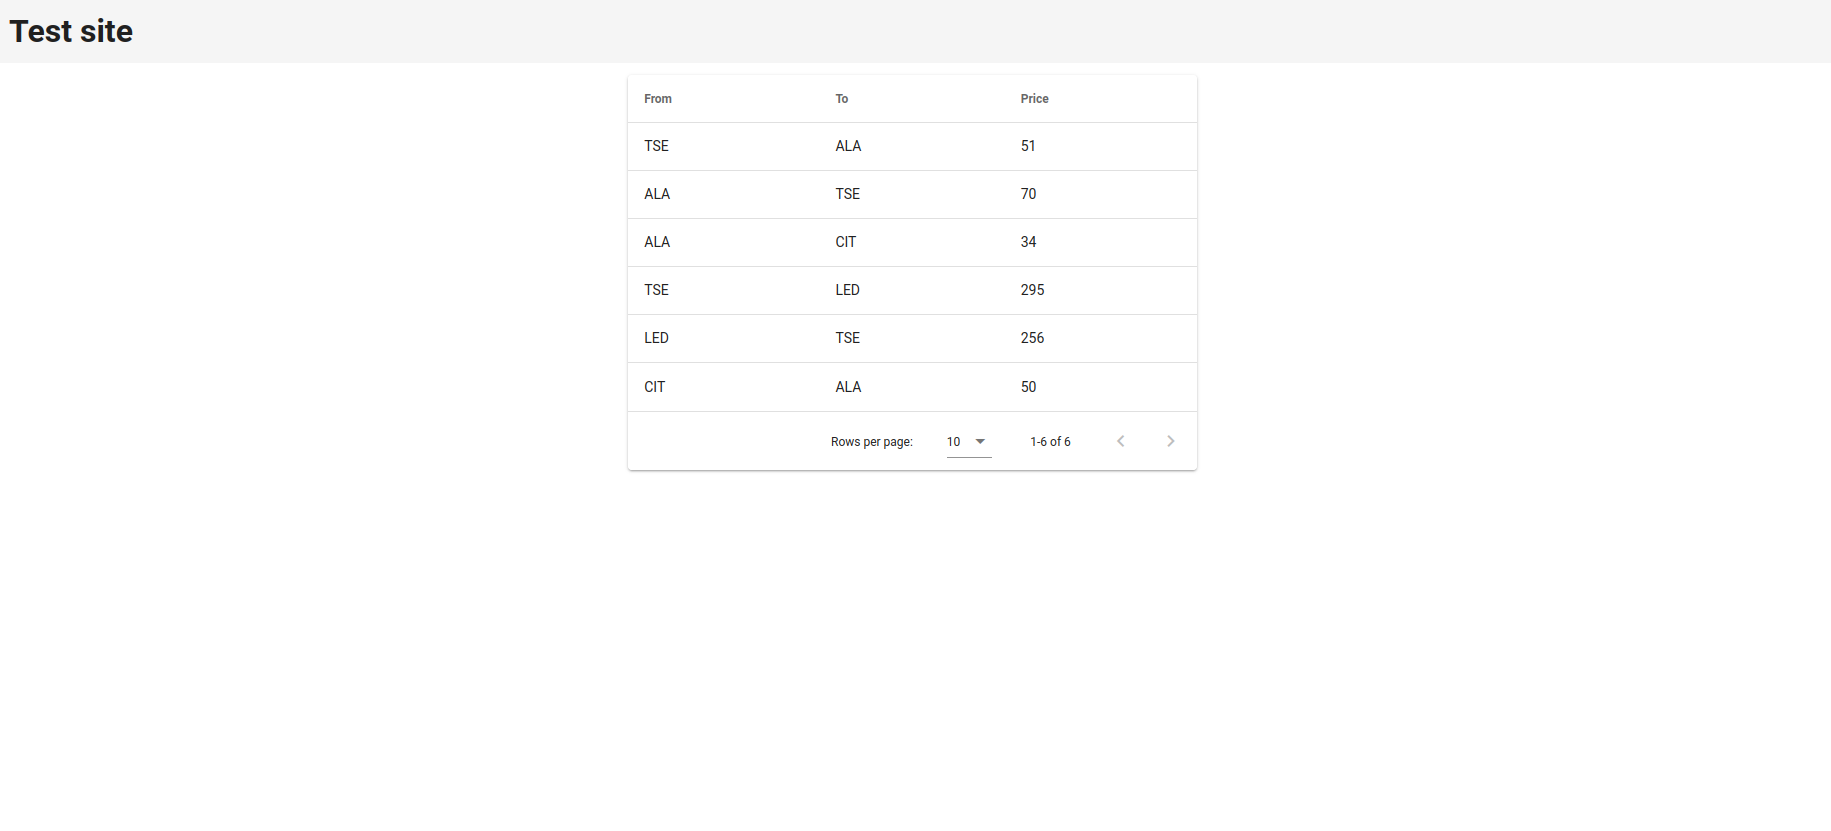 Test site
From To Price
TSE ALA 51
ALA TSE 70
ALA CIT 34
TSE LED 295
LED TSE 256
CIT ALA 50
Rows per page: 10 1-6 of 6